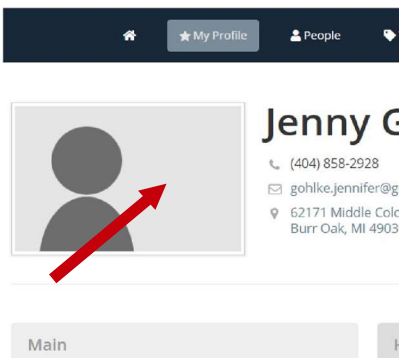 My Profile
People
Jenny G
(404) 858-2928
gohlke.jennifer@g
62171 Middle Colo
Burr Oak, MI 4903
Main
H